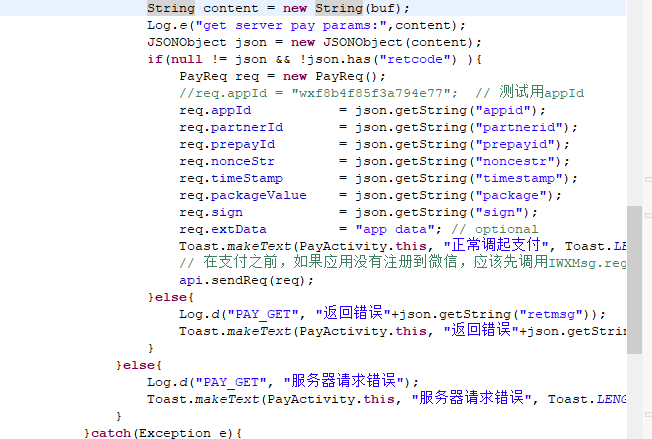 String content = new String(buf);
Log.e("get server pay params:",content);
JSONObject json = new JSONObject(content);
if(null != json && !json.has("retcode") ){
PayReq req = new PayReq();
//req.appId = "wxf8b4f85f3a794e77";  // 测试用appId
req.appId = json.getString("appid");
req.partnerId = json.getString("partnerid");
req.prepayId = json.getString("prepayid");
req.nonceStr = json.getString("noncestr");
req.timeStamp = json.getString("timestamp");
req.packageValue = json.getString("package");
req.sign = json.getString("sign");
req.extData = "app data"; // optional
Toast.makeText(PayActivity.this, "正常调起支付", Toast.LE
// 在支付之前，如果应用没有注册到微信，应该先调用IWXMsg.reg
api.sendReq(req);
}else{
Log.d("PAY_GET", "返回错误"+json.getString("retmsg"));
Toast.makeText(PayActivity.this, "返回错误"+json.getStrin
}
}else{
Log.d("PAY_GET", "服务器请求错误");
Toast.makeText(PayActivity.this, "服务器请求错误", Toast.LENG
}
}catch(Exception e){